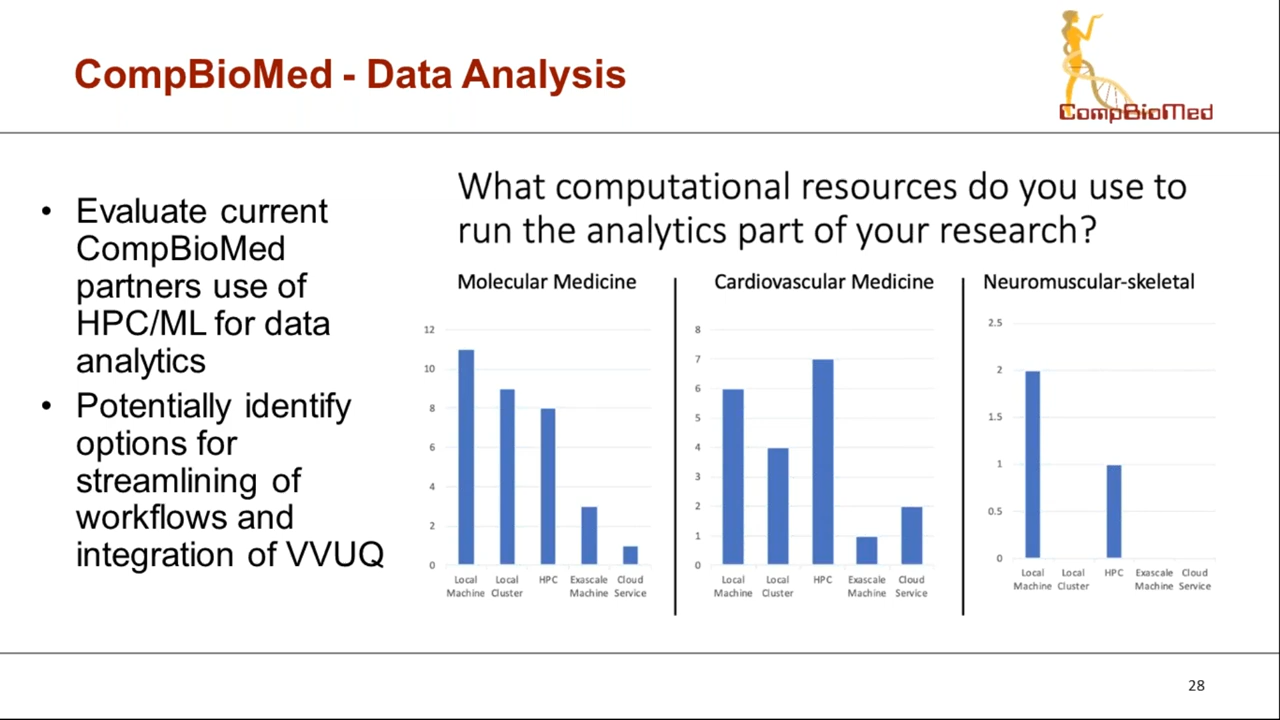 CompBioMed - Data Analysis
CompBioMed
• Evaluate current
CompBioMed
partners use of
HPC/ML for data
analytics
• Potentially identify
options for
streamlining of
workflows and
integration of VVUQ
What computational resources do you use to
run the analytics part of your research?
Molecular Medicine
12
10
8
6
4
2
0
Local Machine
Local Cluster
HPC
Exascale Machine
Cloud Service
Cardiovascular Medicine
8
7
6
5
4
3
2
1
0
Local Machine
Local Cluster
HPC
Exascale Machine
Cloud Service
Neuromuscular-skeletal
2.5
2
1.5
1
0.5
0
Local Machine
Local Cluster
HPC
Exascale Machine
Cloud Service
28